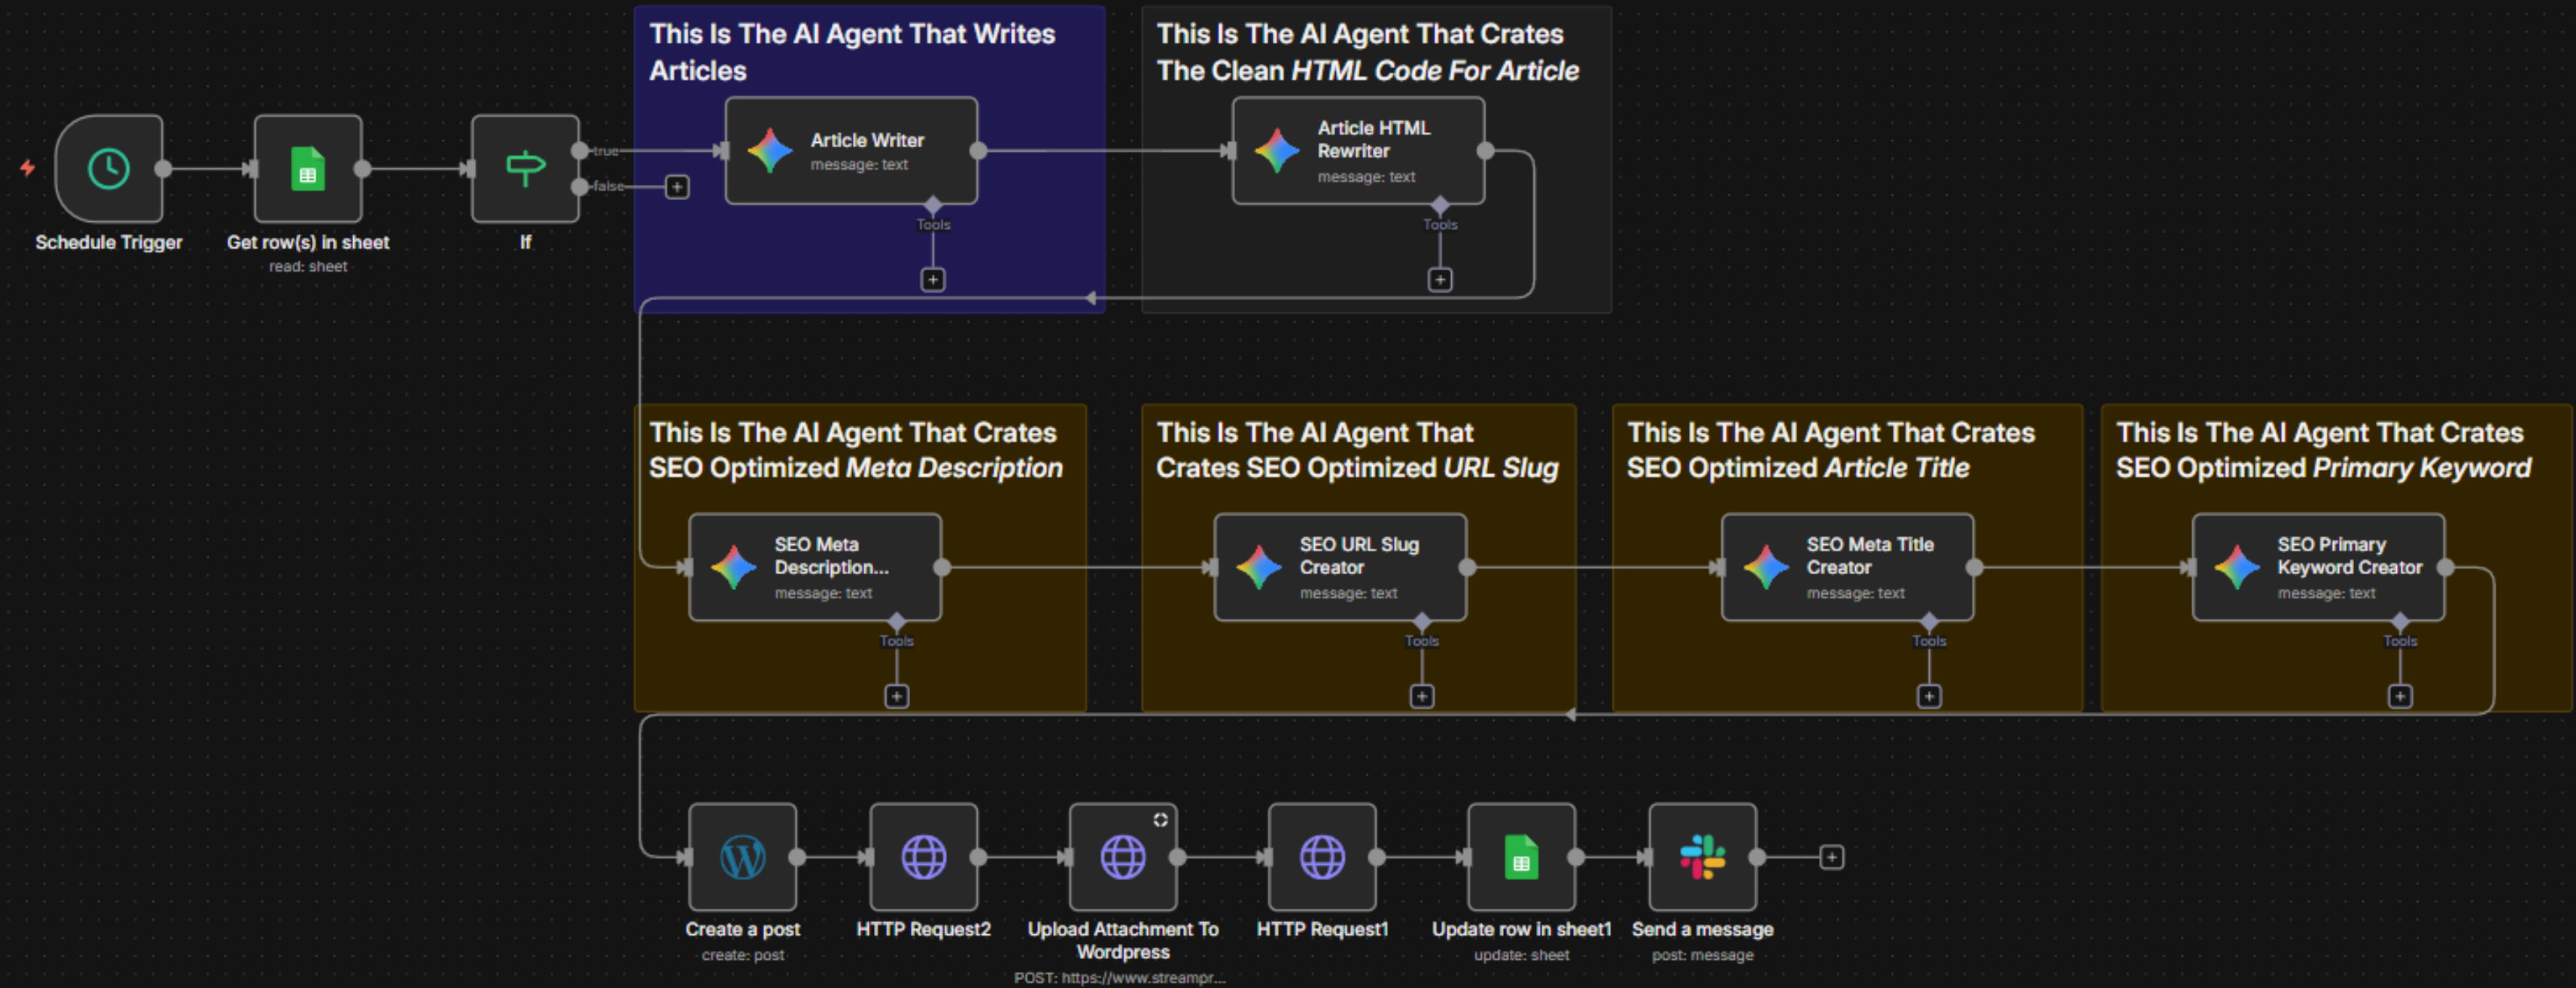 This Is The AI Agent That Writes
Articles
This Is The AI Agent That Crates
The Clean HTML Code For Article
Article Writer
message: text
Article HTML
Rewriter
message: text
true
false
Tools
Tools
Schedule Trigger
Get row(s) in sheet
read: sheet
If
This Is The AI Agent That Crates
SEO Optimized Meta Description
This Is The AI Agent That
Crates SEO Optimized URL Slug
This Is The AI Agent That Crates
SEO Optimized Article Title
This Is The AI Agent That Crates
SEO Optimized Primary Keyword
SEO Meta
Description...
message: text
SEO URL Slug
Creator
message: text
SEO Meta Title
Creator
message: text
SEO Primary
Keyword Creator
message: text
Tools
Tools
Tools
Tools
Create a post
create: post
HTTP Request2
Upload Attachment To
Wordpress
POST: https://www.streampr...
HTTP Request1
Update row in sheet1
update: sheet
Send a message
post: message